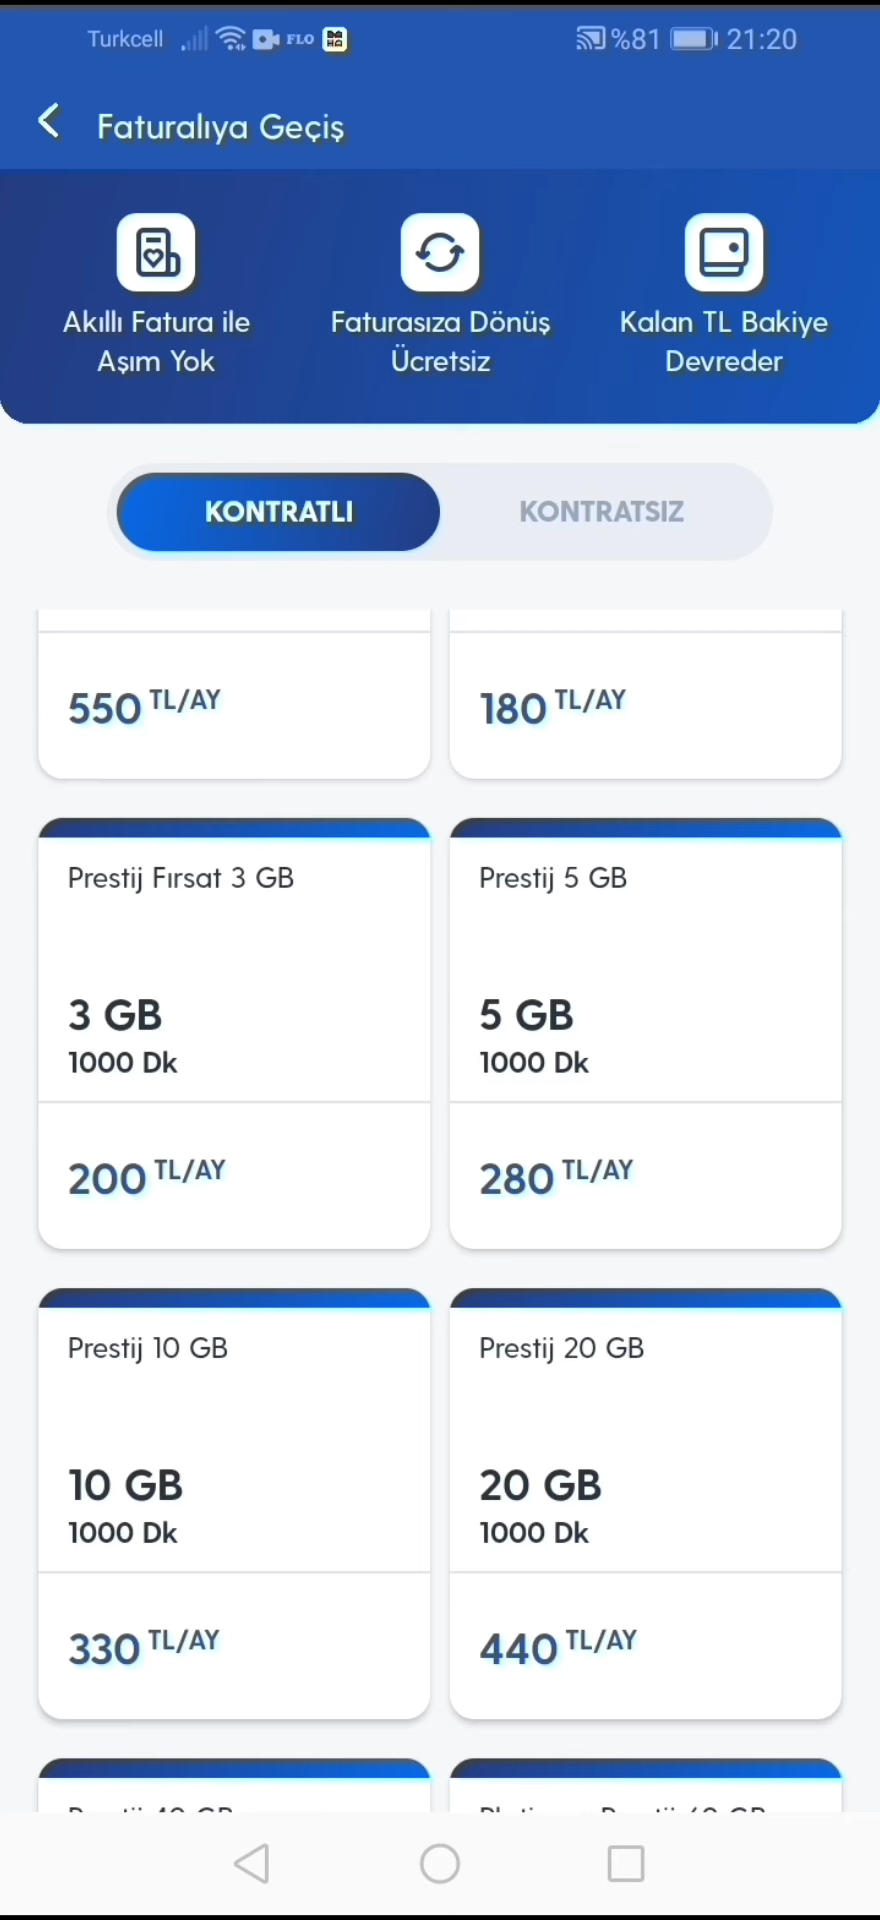 Turkcell FLO %81 21:20
Faturalıya Geçiş
Akıllı Fatura ile
Aşım Yok
Faturasıza Dönüş
Ücretsiz
Kalan TL Bakiye
Devreder
KONTRATLI KONTRATSIZ
550 TL/AY
180 TL/AY
Prestij Fırsat 3 GB
3 GB
1000 Dk
200 TL/AY
Prestij 5 GB
5 GB
1000 Dk
280 TL/AY
Prestij 10 GB
10 GB
1000 Dk
330 TL/AY
Prestij 20 GB
20 GB
1000 Dk
440 TL/AY